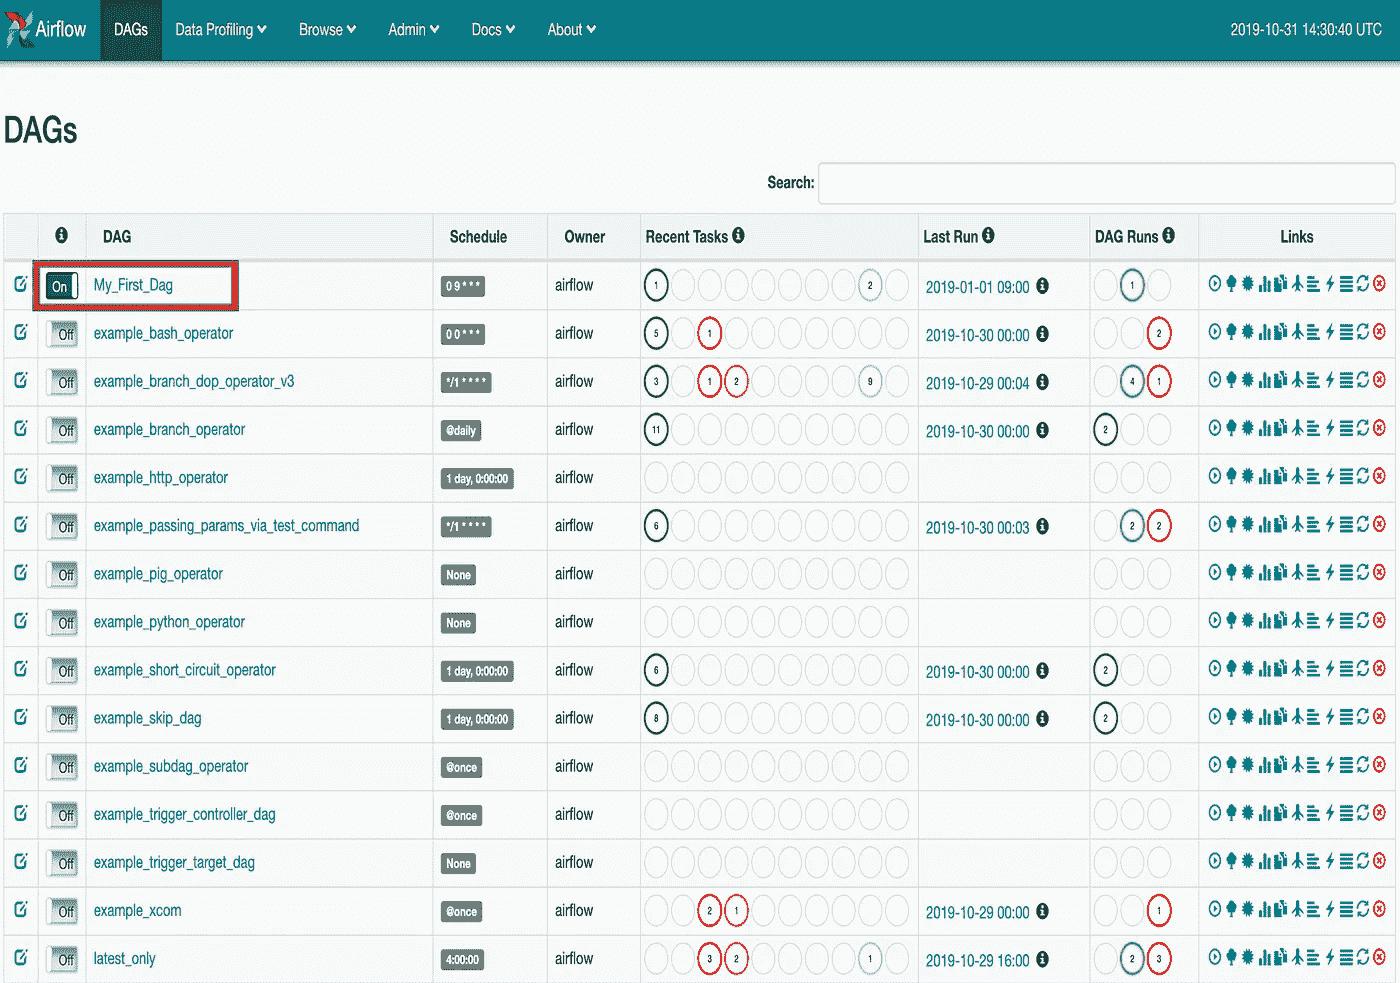 Airflow DAGs Data Profiling Browse Admin Docs About 2019-10-31 14:30:40 UTC
DAGs
Search:
DAG Schedule Owner Recent Tasks Last Run DAG Runs Links
On My_First_Dag 0 9 * * * airflow 1 2 2019-01-01 09:00 1
Off example_bash_operator 0 0 * * * airflow 5 1 2019-10-30 00:00 2
Off example_branch_dop_operator_v3 */1 * * * * airflow 3 1 2 9 2019-10-29 00:04 4 1
Off example_branch_operator @daily airflow 11 2019-10-30 00:00 2
Off example_http_operator 1 day, 0:00:00 airflow
Off example_passing_params_via_test_command */1 * * * * airflow 6 2019-10-30 00:03 2 2
Off example_pig_operator None airflow
Off example_python_operator None airflow
Off example_short_circuit_operator 1 day, 0:00:00 airflow 6 2019-10-30 00:00 2
Off example_skip_dag 1 day, 0:00:00 airflow 8 2019-10-30 00:00 2
Off example_subdag_operator @once airflow
Off example_trigger_controller_dag @once airflow
Off example_trigger_target_dag None airflow
Off example_xcom @once airflow 2 1 2019-10-29 00:00 1
Off latest_only 4:00:00 airflow 3 2 1 2019-10-29 16:00 2 3